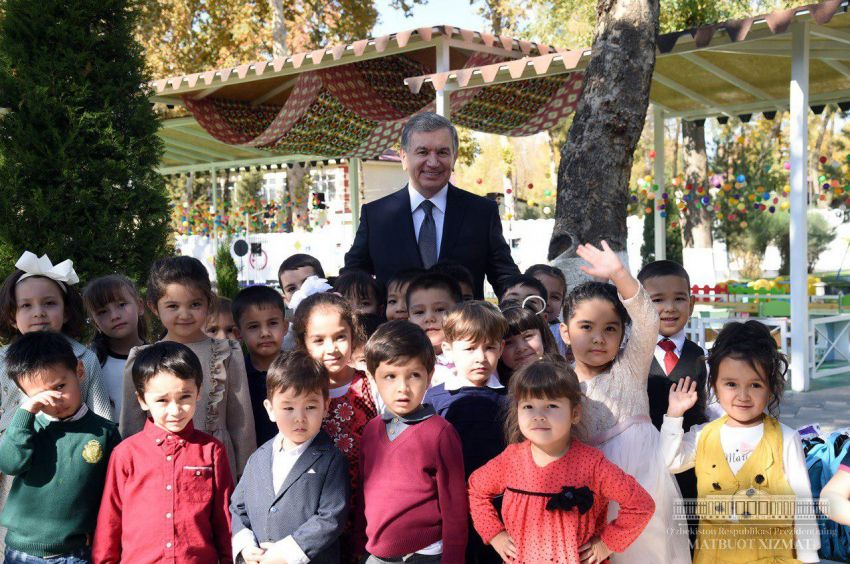 O'zbekiston Respublikasi Prezidentining
MATBUOT XIZMATI